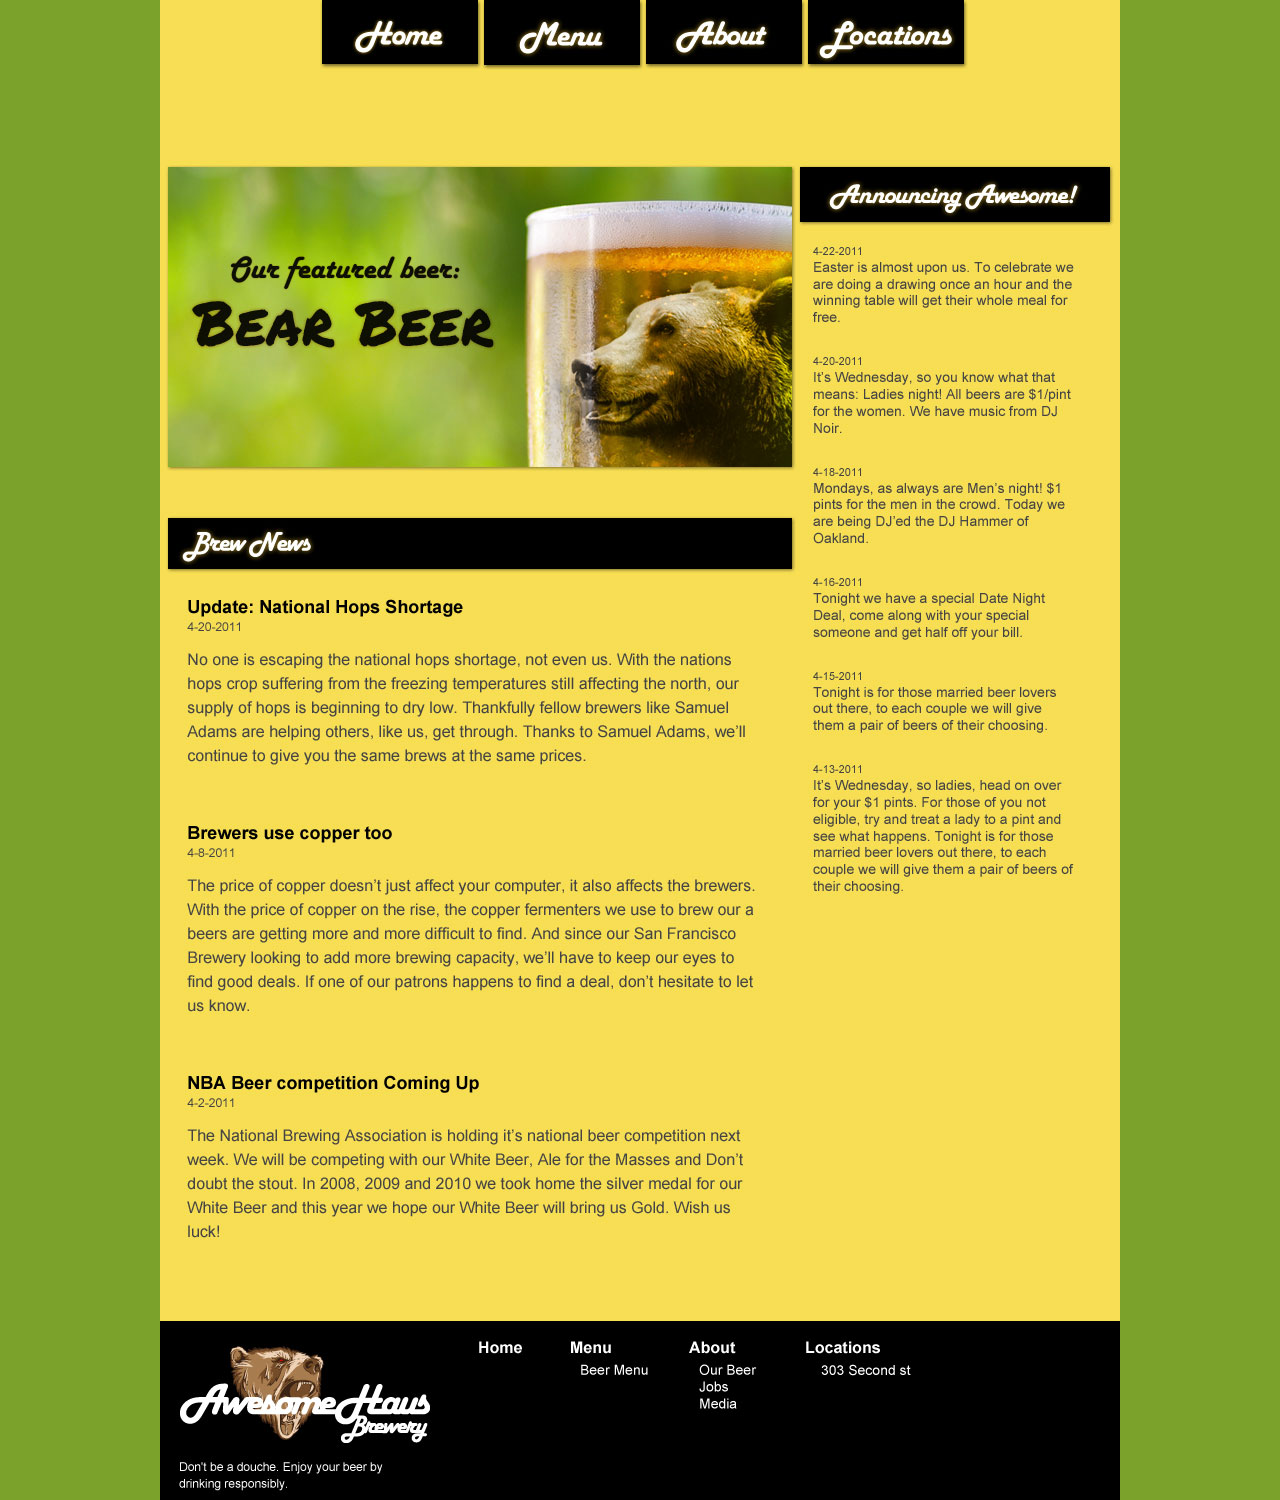 Home Menu About Locations
Our featured beer:
BEAR BEER
Brew News
Update: National Hops Shortage
4-20-2011
No one is escaping the national hops shortage, not even us. With the nations
hops crop suffering from the freezing temperatures still affecting the north, our
supply of hops is beginning to dry low. Thankfully fellow brewers like Samuel
Adams are helping others, like us, get through. Thanks to Samuel Adams, we’ll
continue to give you the same brews at the same prices.
Brewers use copper too
4-8-2011
The price of copper doesn’t just affect your computer, it also affects the brewers.
With the price of copper on the rise, the copper fermenters we use to brew our a
beers are getting more and more difficult to find. And since our San Francisco
Brewery looking to add more brewing capacity, we’ll have to keep our eyes to
find good deals. If one of our patrons happens to find a deal, don’t hesitate to let
us know.
NBA Beer competition Coming Up
4-2-2011
The National Brewing Association is holding it’s national beer competition next
week. We will be competing with our White Beer, Ale for the Masses and Don’t
doubt the stout. In 2008, 2009 and 2010 we took home the silver medal for our
White Beer and this year we hope our White Beer will bring us Gold. Wish us
luck!
Announcing Awesome!
4-22-2011
Easter is almost upon us. To celebrate we
are doing a drawing once an hour and the
winning table will get their whole meal for
free.
4-20-2011
It’s Wednesday, so you know what that
means: Ladies night! All beers are $1/pint
for the women. We have music from DJ
Noir.
4-18-2011
Mondays, as always are Men’s night! $1
pints for the men in the crowd. Today we
are being DJ’ed the DJ Hammer of
Oakland.
4-16-2011
Tonight we have a special Date Night
Deal, come along with your special
someone and get half off your bill.
4-15-2011
Tonight is for those married beer lovers
out there, to each couple we will give
them a pair of beers of their choosing.
4-13-2011
It’s Wednesday, so ladies, head on over
for your $1 pints. For those of you not
eligible, try and treat a lady to a pint and
see what happens. Tonight is for those
married beer lovers out there, to each
couple we will give them a pair of beers of
their choosing.
AwesomeHaus
Brewery
Don't be a douche. Enjoy your beer by
drinking responsibly.
Home Menu About Locations
Beer Menu Our Beer 303 Second st
Jobs
Media